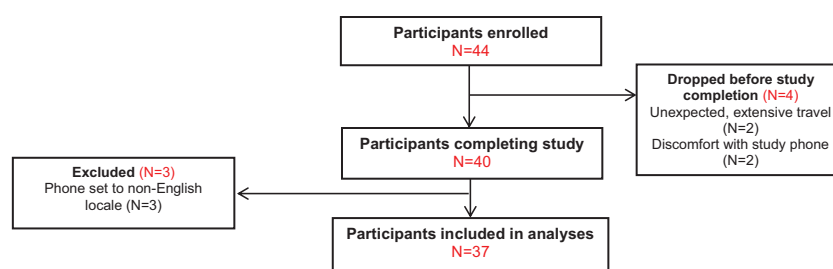 Participants enrolled
N=44
Dropped before study
completion (N=4)
Unexpected, extensive travel
(N=2)
Discomfort with study phone
(N=2)
Participants completing study
N=40
Excluded (N=3)
Phone set to non-English
locale (N=3)
Participants included in analyses
N=37